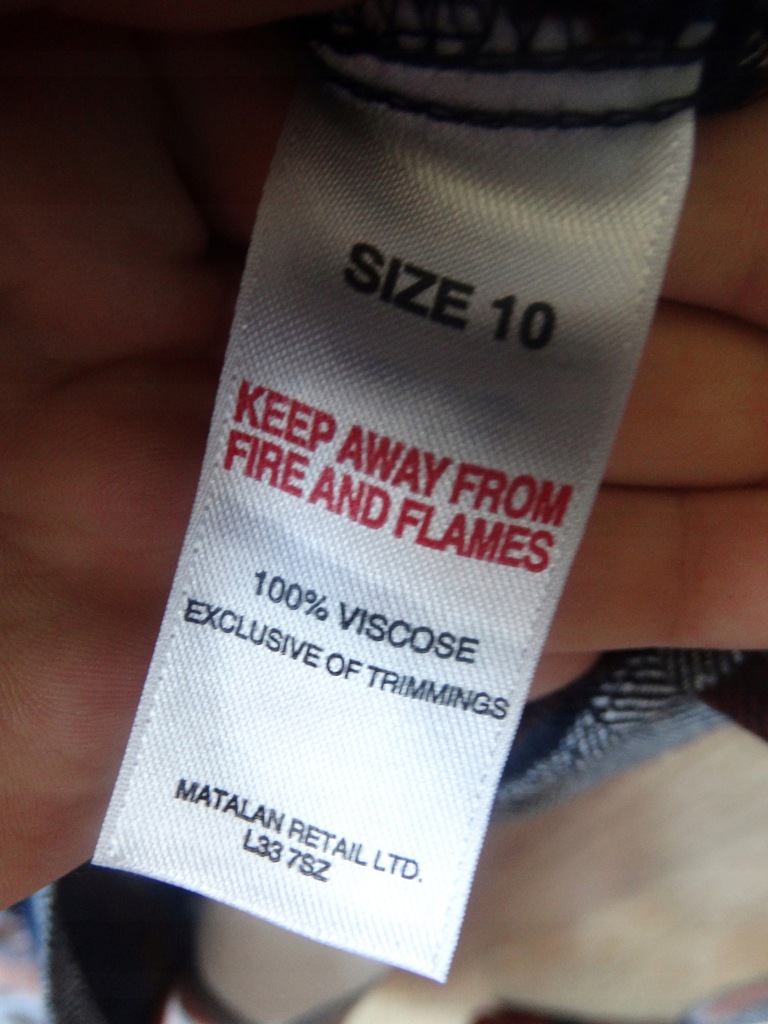 SIZE 10
KEEP AWAY FROM
FIRE AND FLAMES
100% VISCOSE
EXCLUSIVE OF TRIMMINGS
MATALAN RETAIL LTD.
L33 7SZ